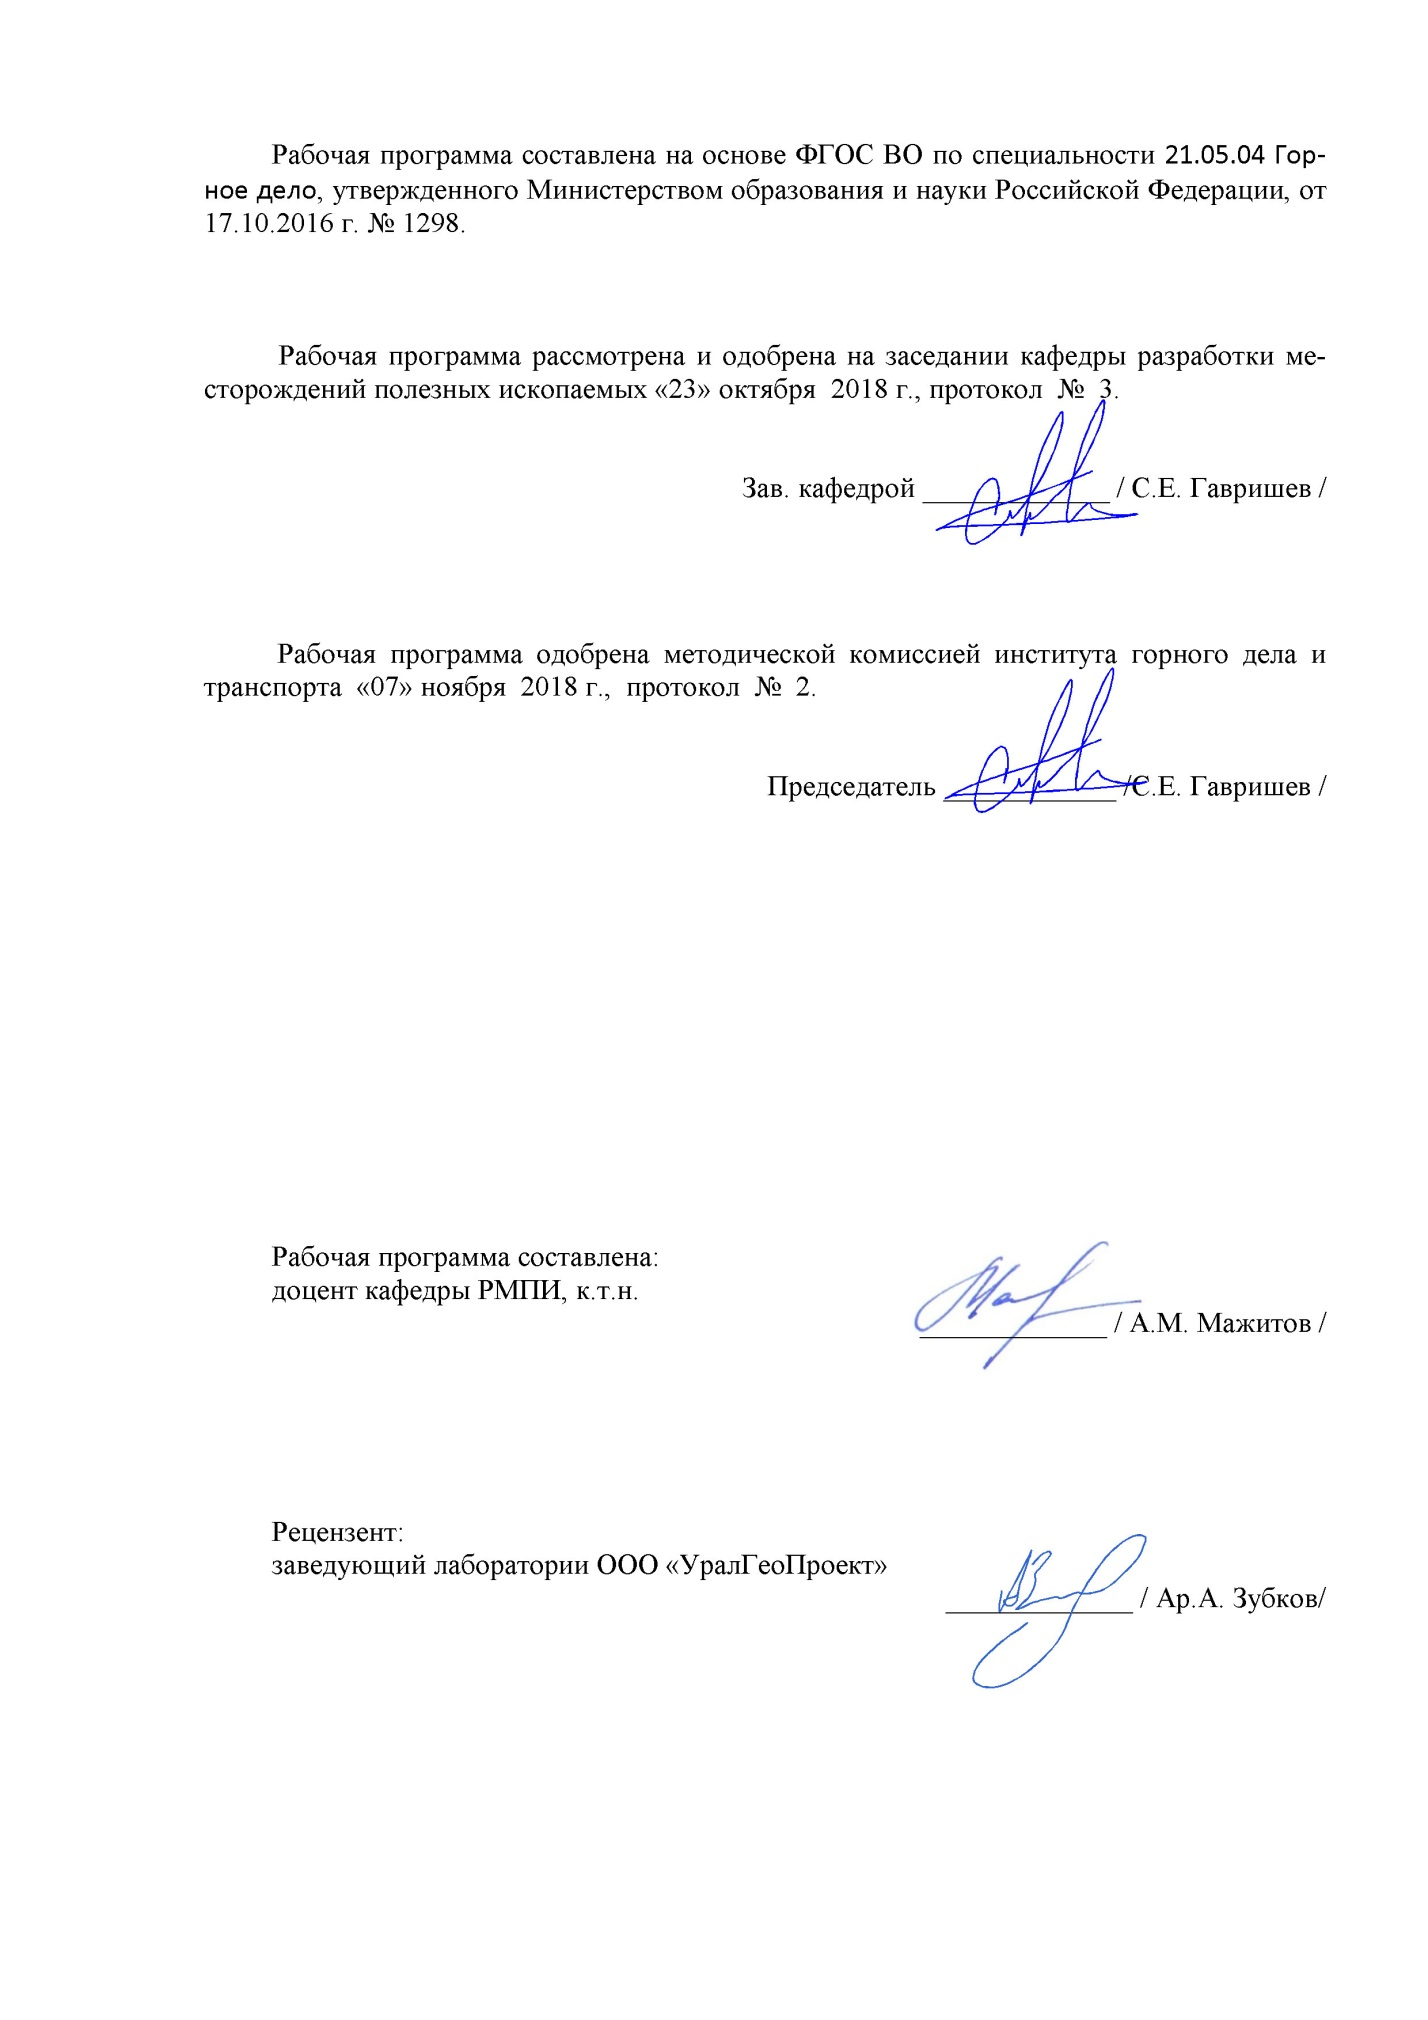 Рабочая программа составлена на основе ФГОС ВО по специальности 21.05.04 Гор-
ное дело, утвержденного Министерством образования и науки Российской Федерации, от
17.10.2016 г. № 1298.
Рабочая программа рассмотрена и одобрена на заседании кафедры разработки ме-
сторождений полезных ископаемых «23» октября 2018 г., протокол № 3.
Зав. кафедрой _____________ / С.Е. Гавришев /
Рабочая программа одобрена методической комиссией института горного дела и
транспорта «07» ноября 2018 г., протокол № 2.
Председатель ____________ /С.Е. Гавришев /
Рабочая программа составлена:
доцент кафедры РМПИ, к.т.н.
_____________ / А.М. Мажитов /
Рецензент:
заведующий лаборатории ООО «УралГеоПроект»
_____________ / Ар.А. Зубков/